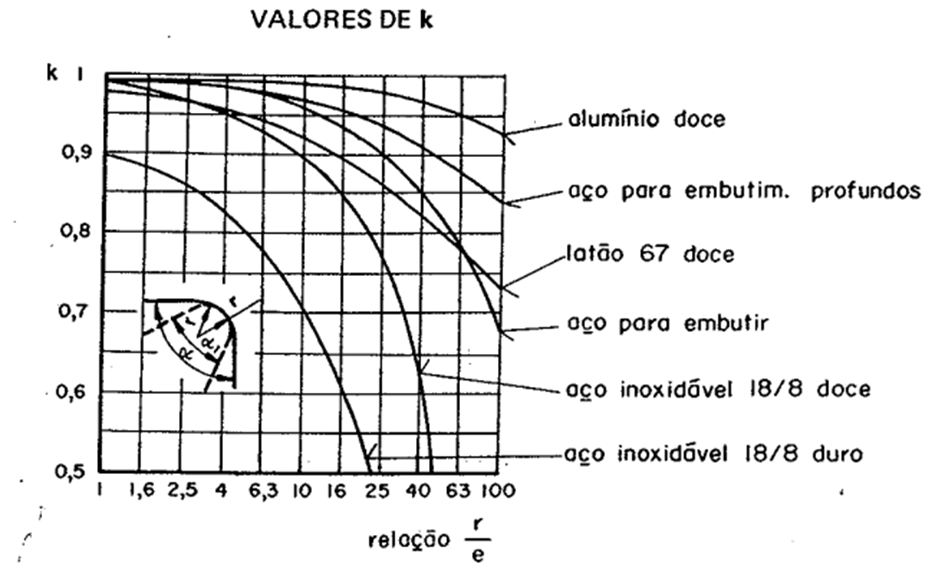 VALORES DE k
k 1
0,9
0,8
0,7
0,6
0,5
1 1,6 2,5 4 6,3 10 16 25 40 63 100
relação r/e
alumínio doce
aço para embutim. profundos
latão 67 doce
aço para embutir
aço inoxidável 18/8 doce
aço inoxidável 18/8 duro
r
r
α
α1